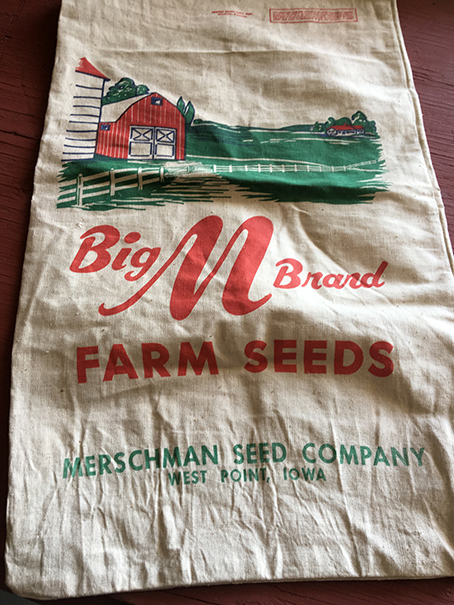 Big M Brand
FARM SEEDS
MERSCHMAN SEED COMPANY
WEST POINT, IOWA